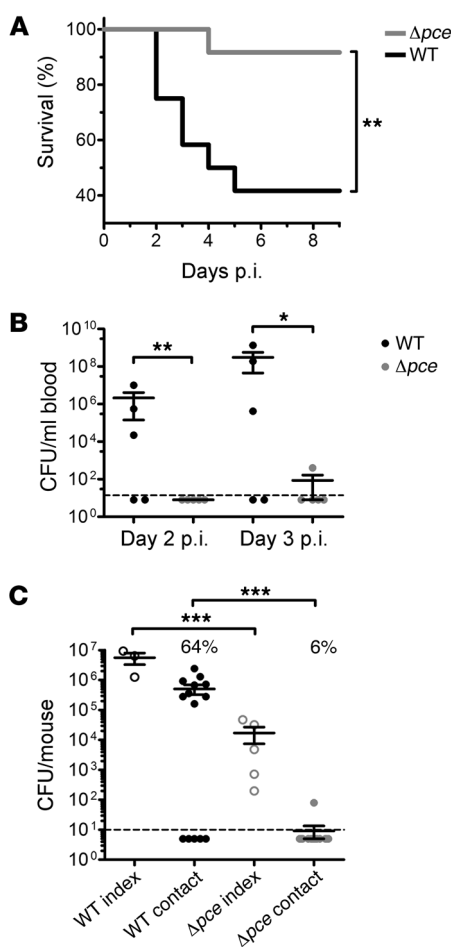 A
Survival (%)
100
80
60
40
0 2 4 6 8
Days p.i.
Δpce
WT
**
B
CFU/ml blood
10^10
10^8
10^6
10^4
10^2
10^0
** *
Day 2 p.i. Day 3 p.i.
WT
Δpce
C
***
***
64% 6%
CFU/mouse
10^7
10^6
10^5
10^4
10^3
10^2
10^1
10^0
WT index
WT contact
Δpce index
Δpce contact